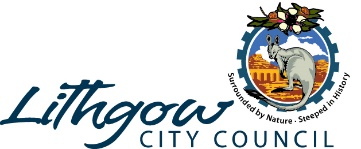 Lithgow
CITY COUNCIL
Surrounded by Nature · Steeped in History